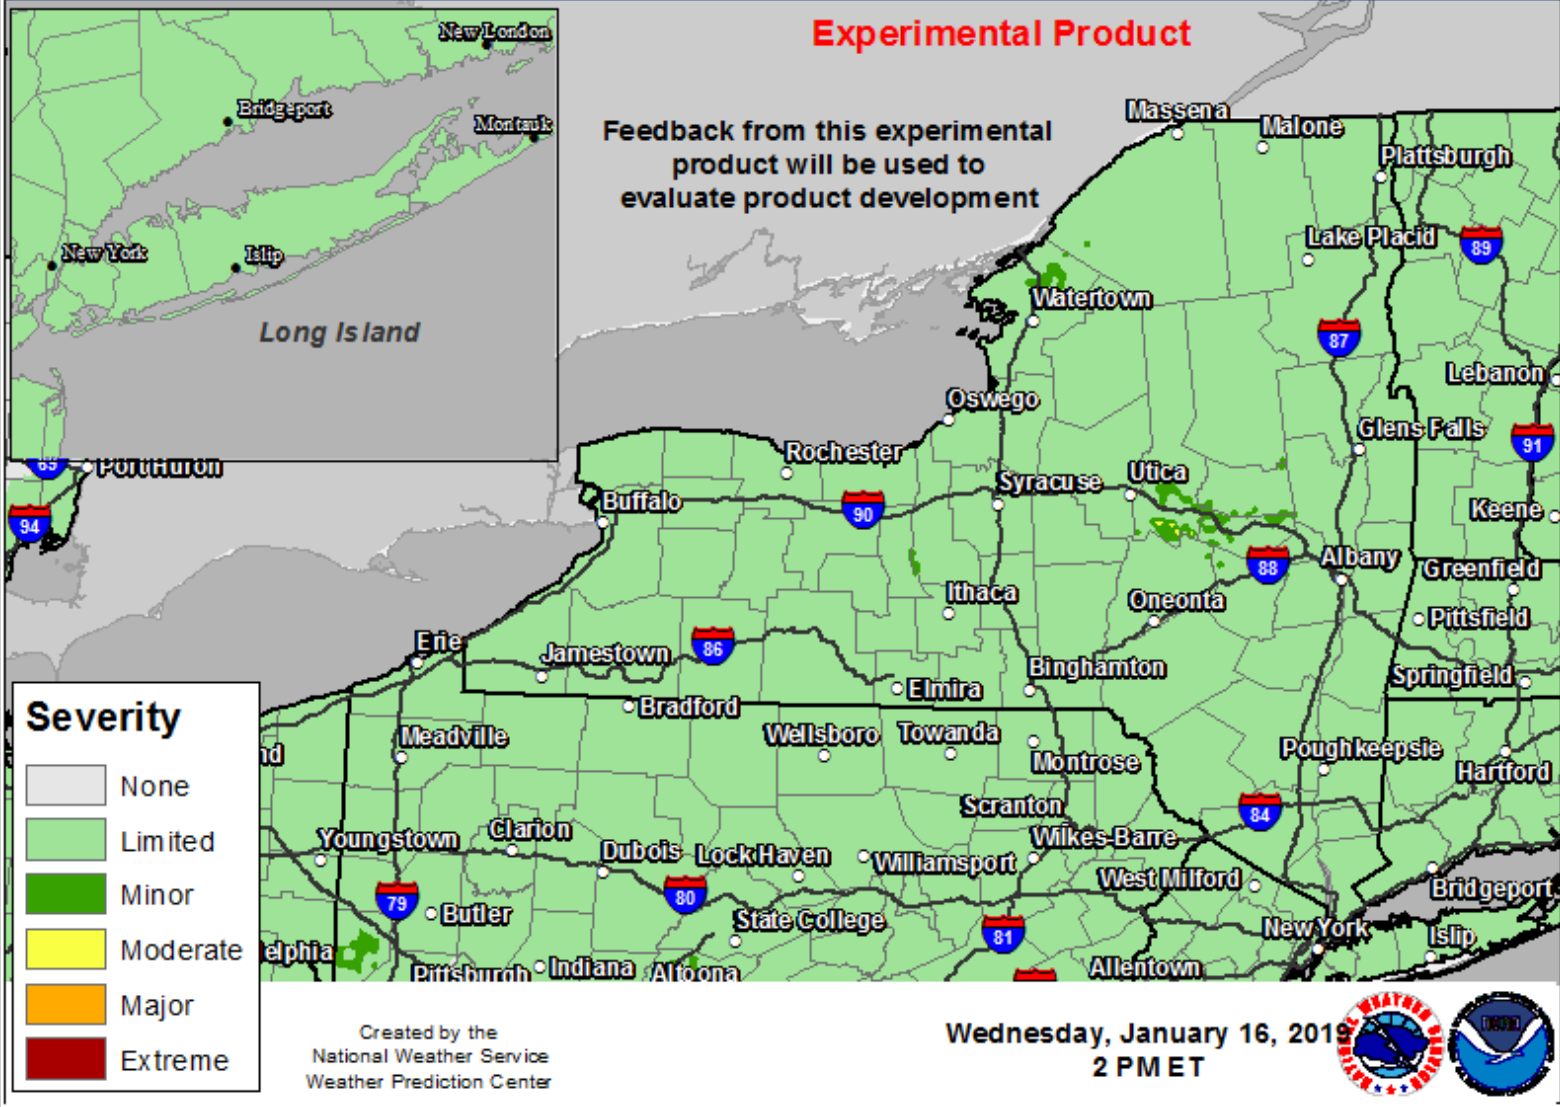 Experimental Product
Feedback from this experimental
product will be used to
evaluate product development
New London
Bridgeport
Montauk
New York
Islip
Long Island
Massena
Malone
Plattsburgh
Lake Placid
89
Watertown
87
Lebanon
Oswego
Glens Falls
91
Rochester
Port Huron
69
94
Buffalo
90
Syracuse
Utica
Keene
Albany
88
Greenfield
Ithaca
Oneonta
Pittsfield
Erie
Jamestown
86
Elmira
Binghamton
Springfield
Bradford
Meadville
Wellsboro
Towanda
Montrose
Poughkeepsie
Hartford
nd
Scranton
84
Youngstown
Clarion
Dubois
Lock Haven
Williamsport
Wilkes-Barre
West Milford
Bridgeport
79
Butler
80
State College
81
New York
Islip
elphia
Pittsburgh
Indiana
Altoona
Allentown
Severity
None
Limited
Minor
Moderate
Major
Extreme
Created by the
National Weather Service
Weather Prediction Center
Wednesday, January 16, 2019
2 PM ET